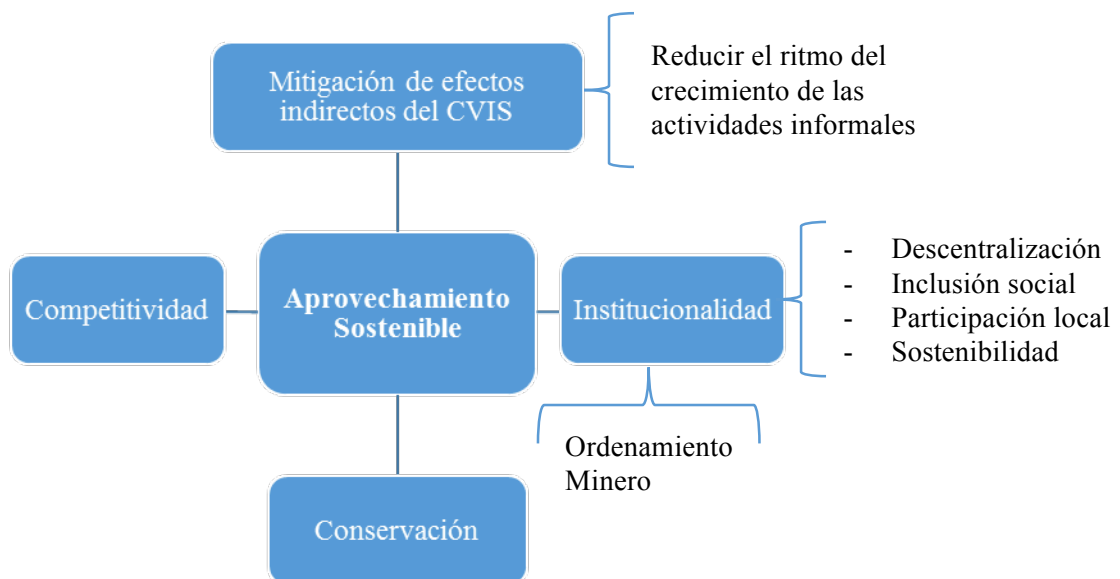 Mitigación de efectos
indirectos del CVIS
Reducir el ritmo del
crecimiento de las
actividades informales
Competitividad
Aprovechamiento
Sostenible
Institucionalidad
- Descentralización
- Inclusión social
- Participación local
- Sostenibilidad
Ordenamiento
Minero
Conservación